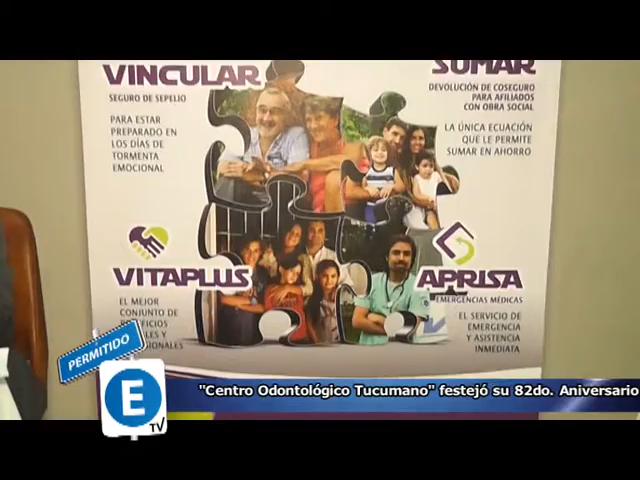 VINCULAR
SEGURO DE SEPELIO
PARA ESTAR
PREPARADO EN
LOS DÍAS DE
TORMENTA
EMOCIONAL
SUMAR
DEVOLUCIÓN DE COSEGURO
PARA AFILIADOS
CON OBRA SOCIAL
LA ÚNICA ECUACIÓN
QUE LE PERMITE
SUMAR EN AHORRO
VITAPLUS
EL MEJOR
CONJUNTO DE
APRISA
EMERGENCIAS MÉDICAS
EL SERVICIO DE
EMERGENCIA
Y ASISTENCIA
INMEDIATA
PERMITIDO
E
TV
"Centro Odontológico Tucumano" festejó su 82do. Aniversario